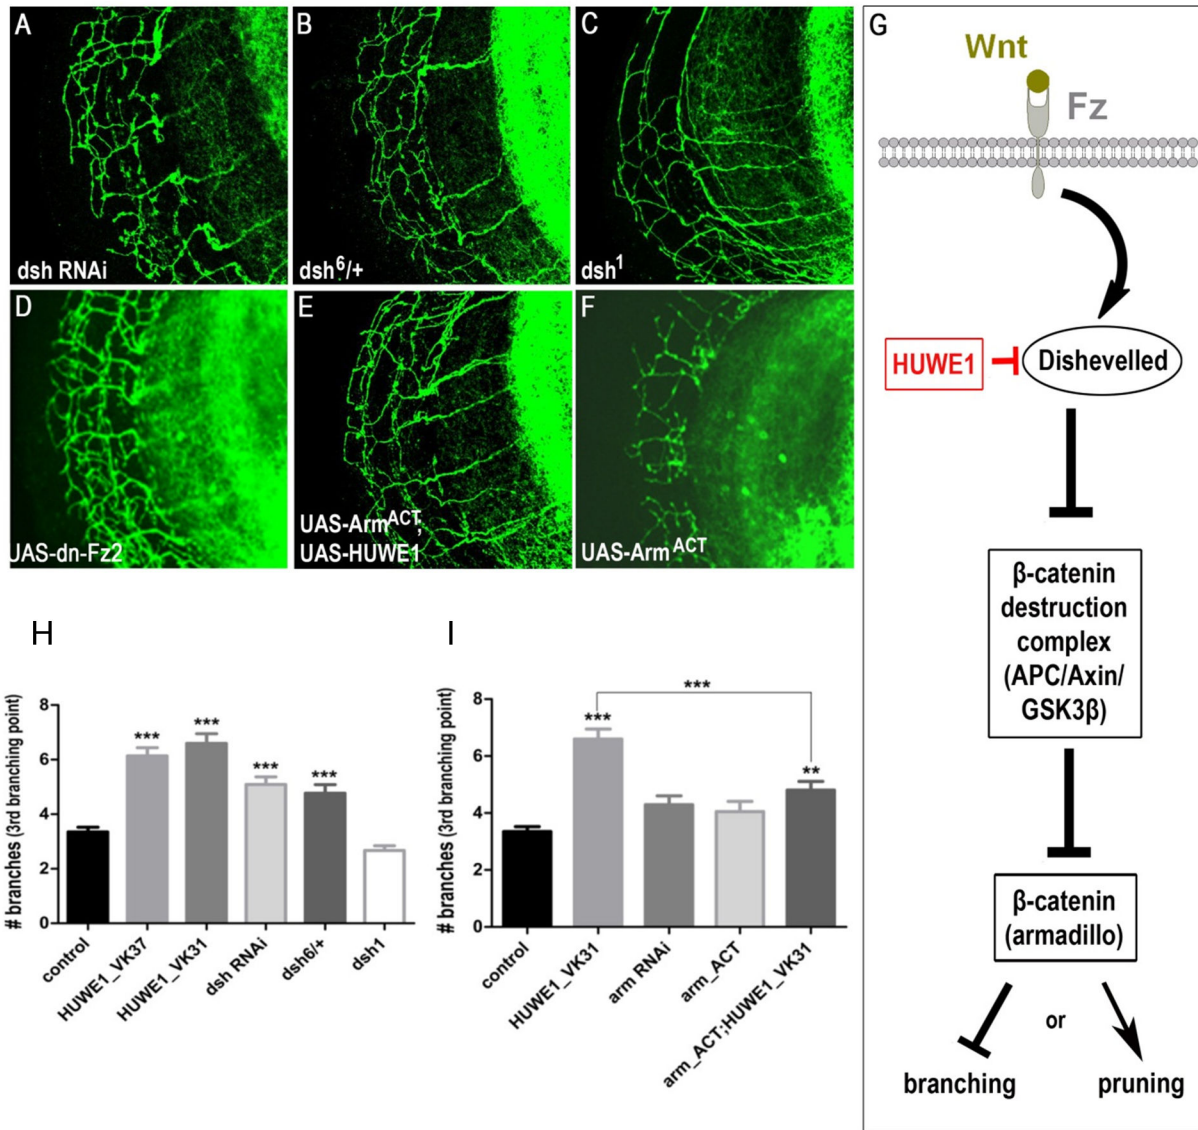 A
dsh RNAi
B
dsh6/+
C
dsh1
D
UAS-dn-Fz2
E
UAS-ArmACT;
UAS-HUWE1
F
UAS-Arm ACT
G
Wnt
Fz
HUWE1
Dishevelled
β-catenin
destruction
complex
(APC/Axin/
GSK3β)
β-catenin
(armadillo)
or
branching
pruning
H
# branches (3rd branching point)
8
6
4
2
0
***
***
***
***
control
HUWE1_VK37
HUWE1_VK31
dsh RNAi
dsh6/+
dsh1
I
# branches (3rd branching point)
8
6
4
2
0
***
***
**
control
HUWE1_VK31
arm RNAi
arm_ACT
arm_ACT;HUWE1_VK31